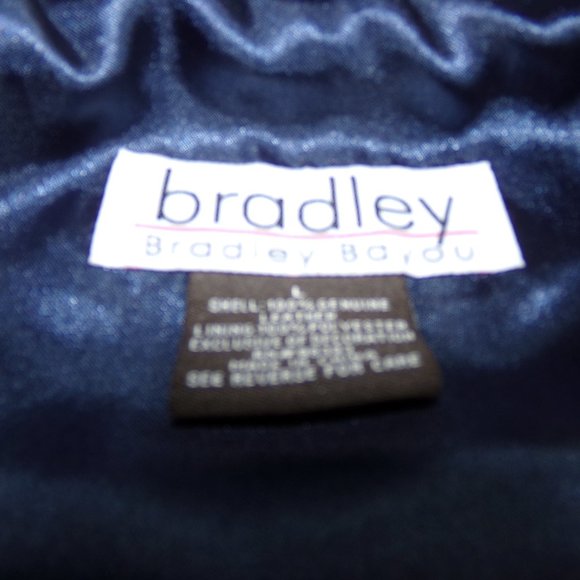 bradley
Bradley Bayou
L
SHELL:100% GENUINE
LEATHER
LINING:100% POLYESTER
EXCLUSIVE OF DECORATION
SEE REVERSE FOR CARE